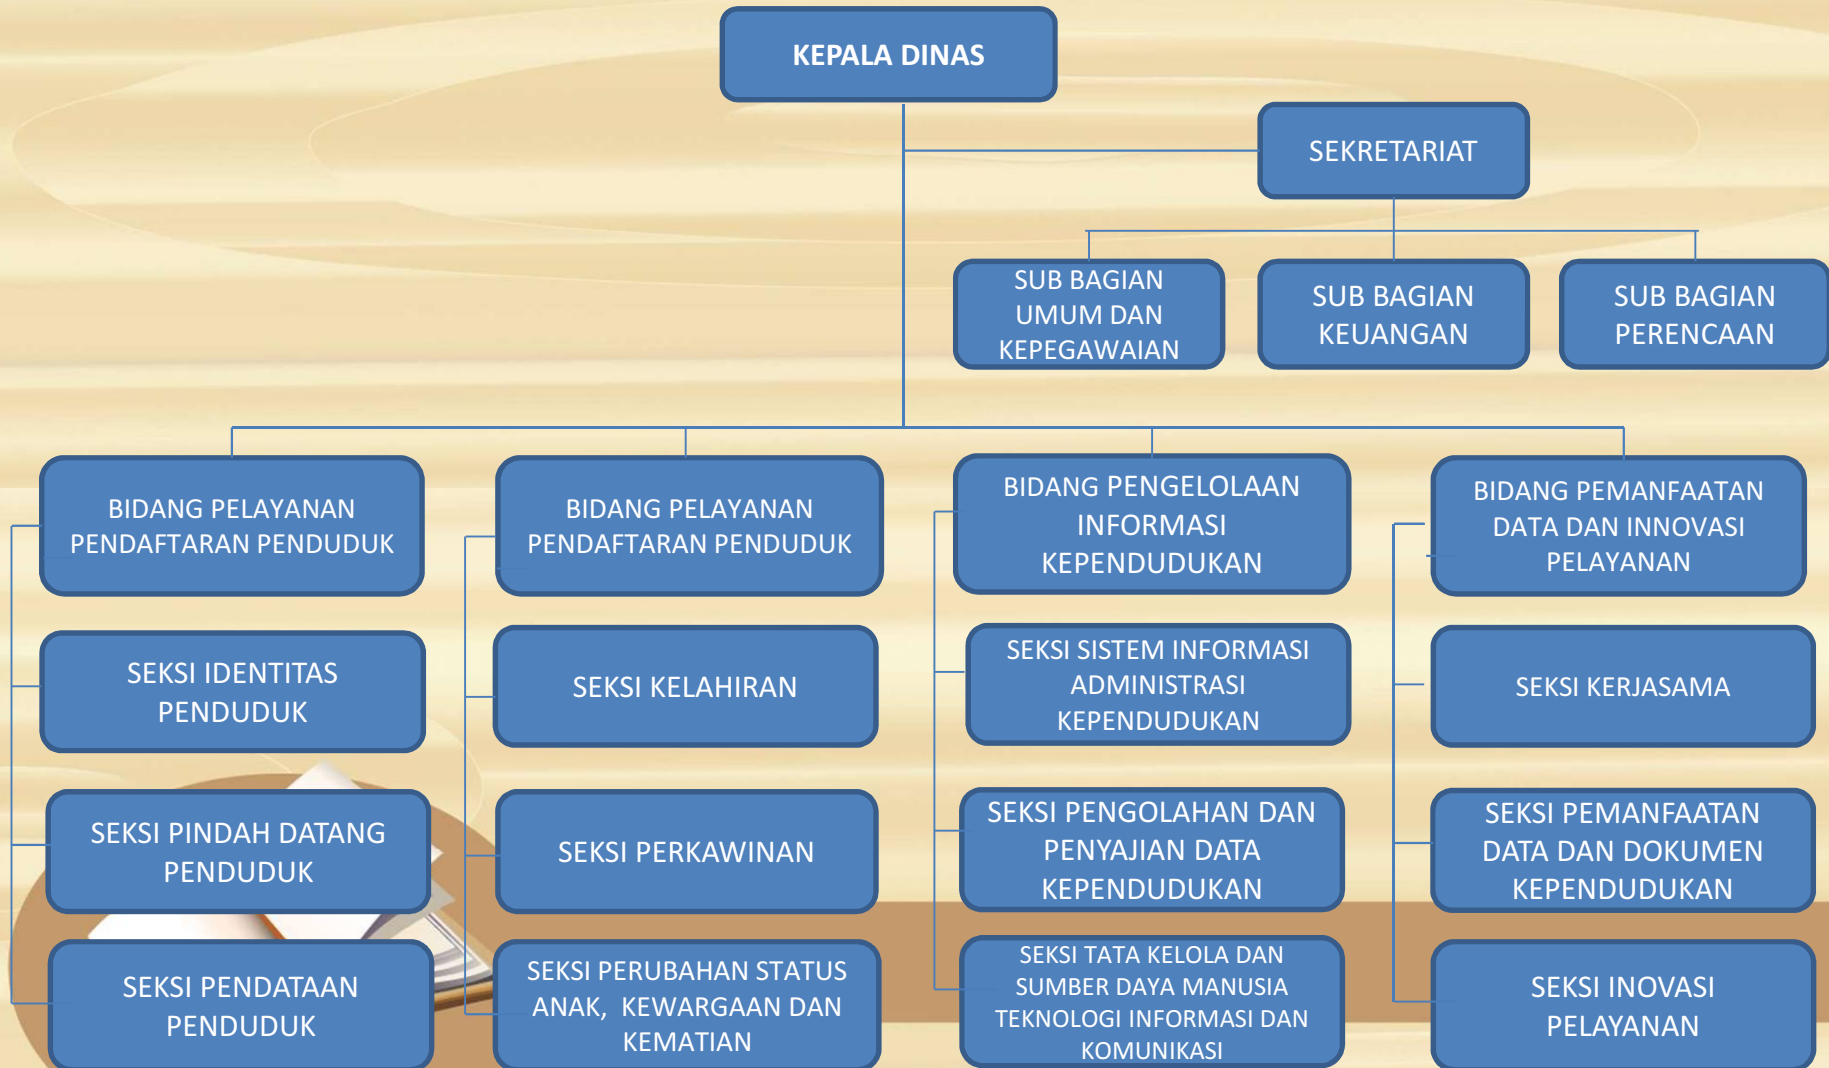 KEPALA DINAS
SEKRETARIAT
SUB BAGIAN
UMUM DAN
KEPEGAWAIAN
SUB BAGIAN
KEUANGAN
SUB BAGIAN
PERENCAAN
BIDANG PELAYANAN
PENDAFTARAN PENDUDUK
BIDANG PELAYANAN
PENDAFTARAN PENDUDUK
BIDANG PENGELOLAAN
INFORMASI
KEPENDUDUKAN
BIDANG PEMANFAATAN
DATA DAN INNOVASI
PELAYANAN
SEKSI IDENTITAS
PENDUDUK
SEKSI KELAHIRAN
SEKSI SISTEM INFORMASI
ADMINISTRASI
KEPENDUDUKAN
SEKSI KERJASAMA
SEKSI PINDAH DATANG
PENDUDUK
SEKSI PERKAWINAN
SEKSI PENGOLAHAN DAN
PENYAJIAN DATA
KEPENDUDUKAN
SEKSI PEMANFAATAN
DATA DAN DOKUMEN
KEPENDUDUKAN
SEKSI PENDATAAN
PENDUDUK
SEKSI PERUBAHAN STATUS
ANAK,  KEWARGAAN DAN
KEMATIAN
SEKSI TATA KELOLA DAN
SUMBER DAYA MANUSIA
TEKNOLOGI INFORMASI DAN
KOMUNIKASI
SEKSI INOVASI
PELAYANAN